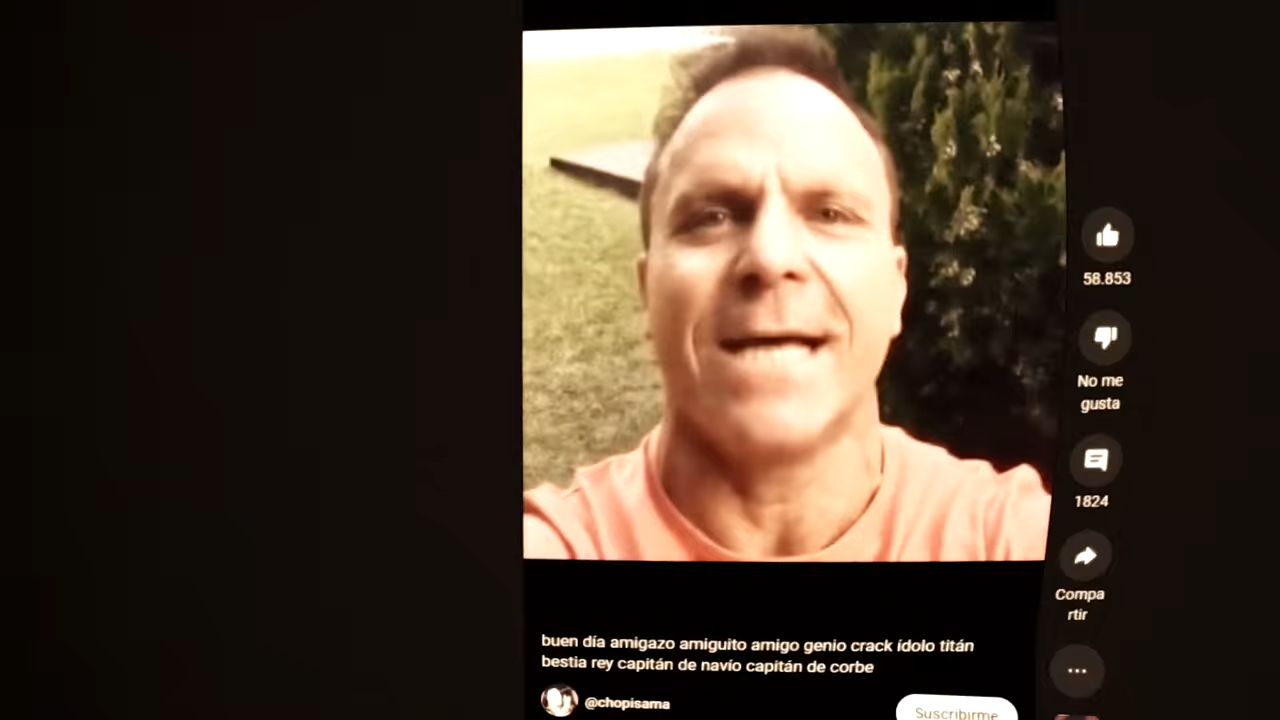 58.853
No me
gusta
1824
Compa
rtir
buen día amigazo amiguito amigo genio crack ídolo titán
bestia rey capitán de navío capitán de corbe
@chopisama
Suscribirme